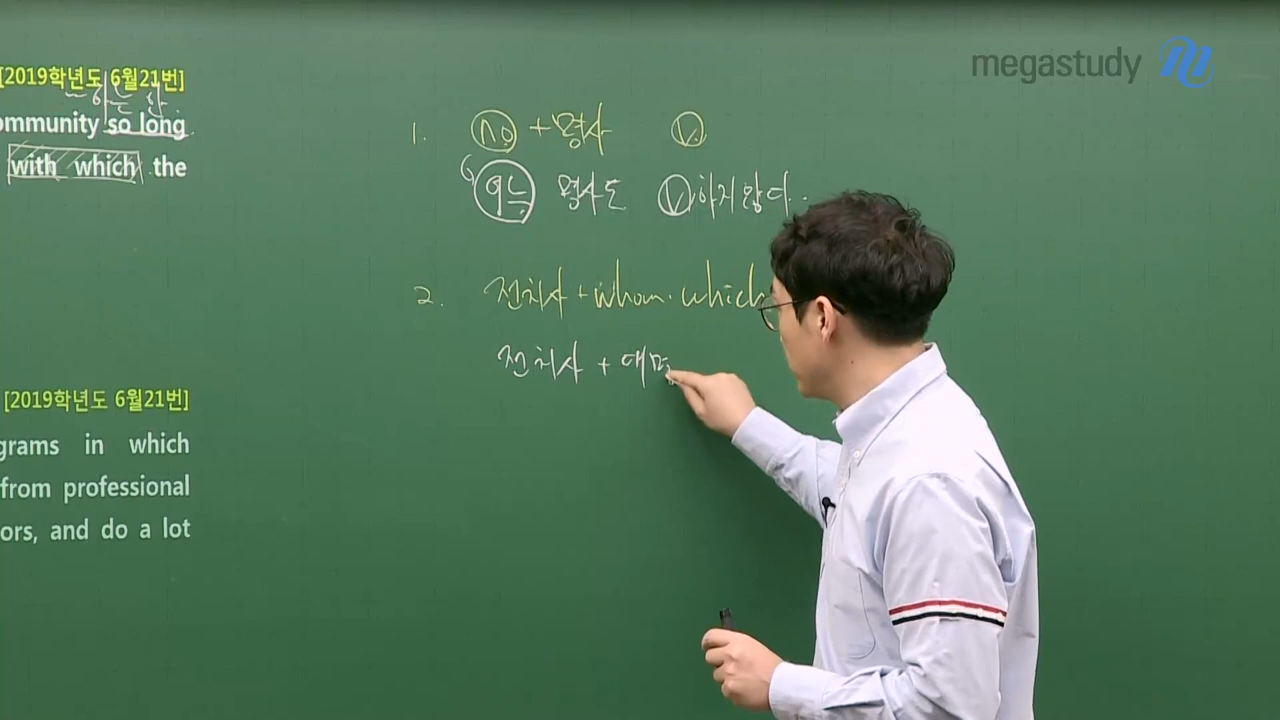 megastudy
[2019학년도 6월21번]
~하는 한
ommunity so long
with which the
1. no +명사 V
어느 명사도 V하지 않다.
2. 전치사 + whom·which
전치사 + 대명
[2019학년도 6월21번]
grams in which
from professional
ors, and do a lot